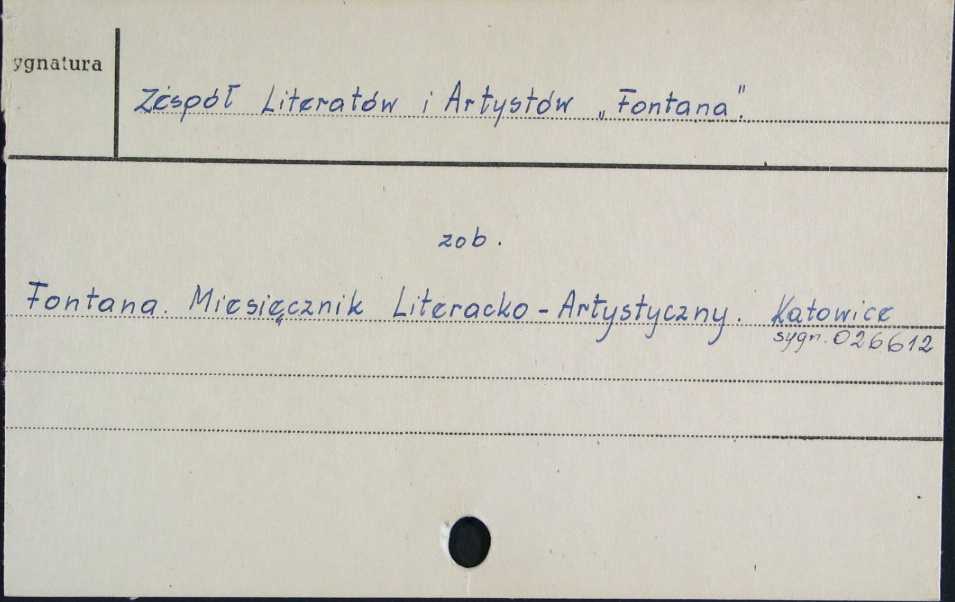 ygnatura
Zespół Literatów i Artystów „Fontana".
zob.
Fontana. Miesięcznik Literacko-Artystyczny. Katowice
sygn. 026612